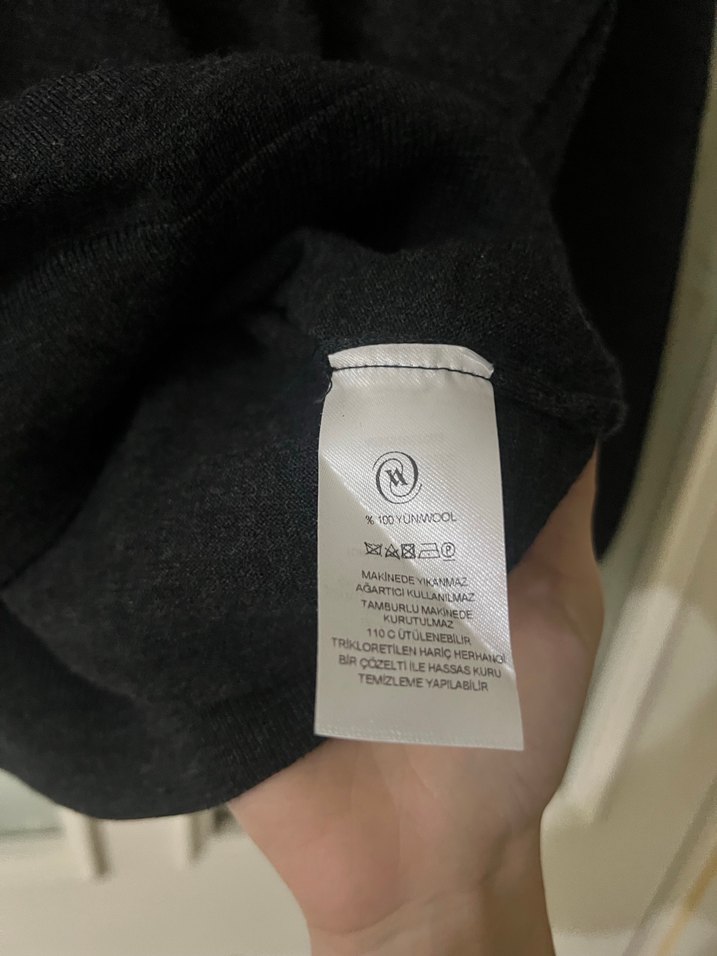 % 100 YÜN/WOOL
MAKİNEDE YIKANMAZ
AĞARTICI KULLANILMAZ
TAMBURLU MAKİNEDE
KURUTULMAZ
110 C ÜTÜLENEBİLİR
TRİKLORETİLEN HARİÇ HERHANGİ
BİR ÇÖZELTİ İLE HASSAS KURU
TEMİZLEME YAPILABİLİR